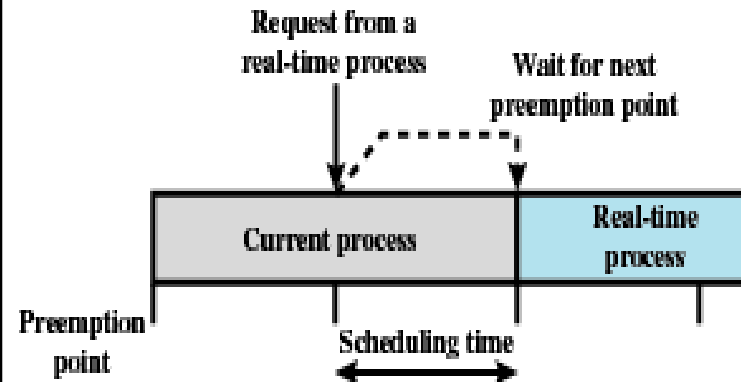 Request from a
real-time process
Wait for next
preemption point
Current process
Real-time
process
Preemption
point
Scheduling time